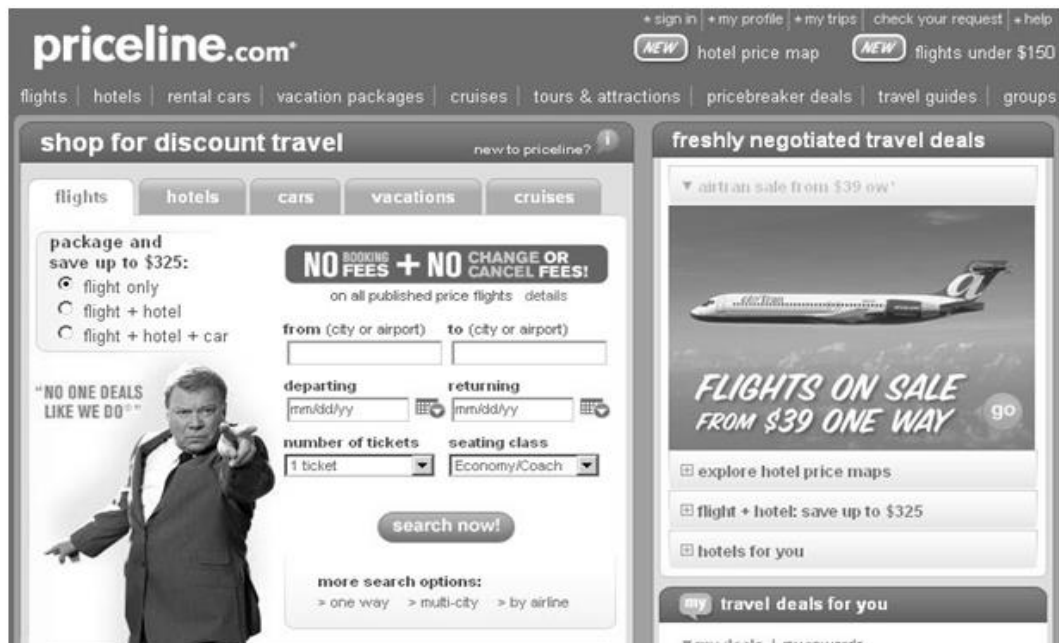 priceline.com®
+ sign in | + my profile | + my trips | check your request | + help
NEW hotel price map NEW flights under $150
flights | hotels | rental cars | vacation packages | cruises | tours & attractions | pricebreaker deals | travel guides | groups
shop for discount travel
new to priceline? i
flights hotels cars vacations cruises
package and
save up to $325:
flight only
flight + hotel
flight + hotel + car
"NO ONE DEALS
LIKE WE DO®"
NO BOOKING FEES + NO CHANGE OR CANCEL FEES!
on all published price flights details
from (city or airport) to (city or airport)
departing returning
mm/dd/yy mm/dd/yy
number of tickets seating class
1 ticket Economy/Coach
search now!
more search options:
> one way > multi-city > by airline
freshly negotiated travel deals
▼ airtran sale from $39 ow*
airTran
a
FLIGHTS ON SALE
FROM $39 ONE WAY
go
+ explore hotel price maps
+ flight + hotel: save up to $325
+ hotels for you
my travel deals for you